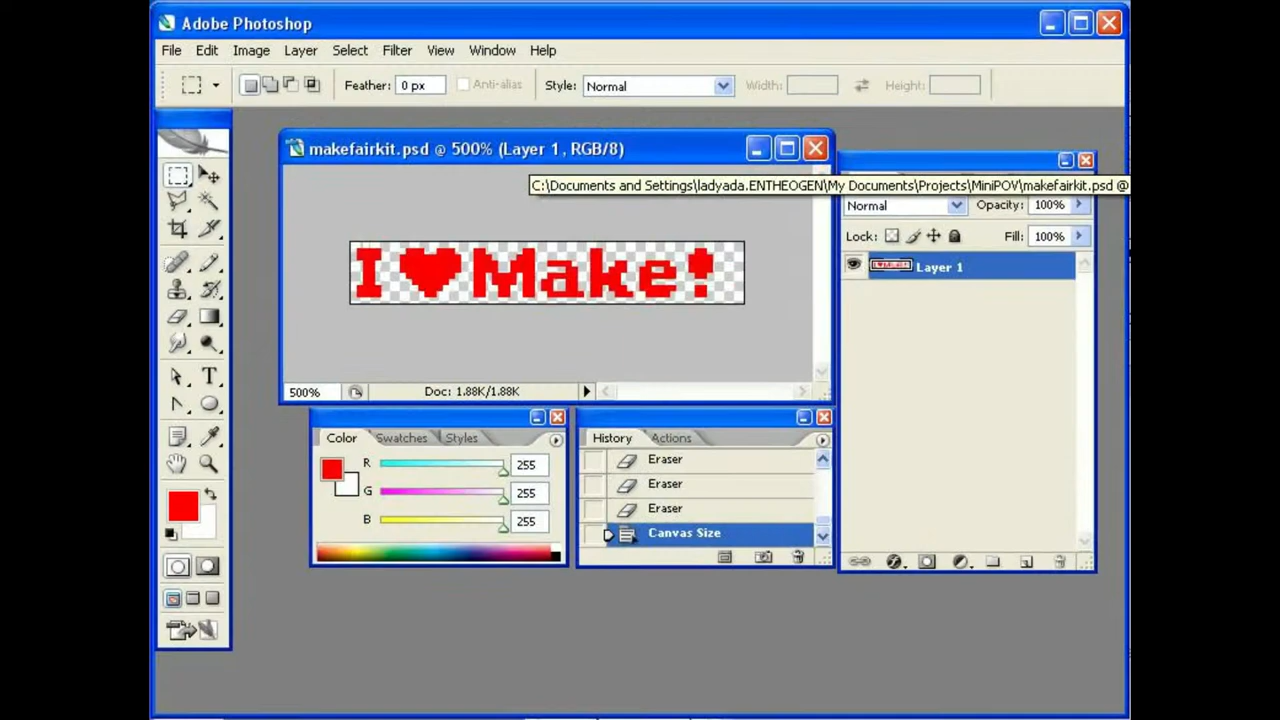 Adobe Photoshop
File Edit Image Layer Select Filter View Window Help
Feather: 0 px Anti-alias Style: Normal Width: Height:
makefairkit.psd @ 500% (Layer 1, RGB/8)
C:\Documents and Settings\ladyada.ENTHEOGEN\My Documents\Projects\MiniPOV\makefairkit.psd @
Normal Opacity: 100%
Lock: Fill: 100%
Layer 1
I ♥ Make!
500% Doc: 1.88K/1.88K
Color Swatches Styles
R 255
G 255
B 255
History Actions
Eraser
Eraser
Eraser
Canvas Size
T